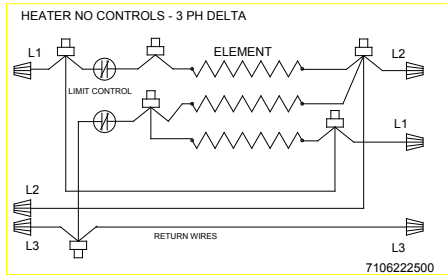 HEATER NO CONTROLS - 3 PH DELTA
L1
ELEMENT
L2
LIMIT CONTROL
L1
L2
L3
RETURN WIRES
L3
7106222500